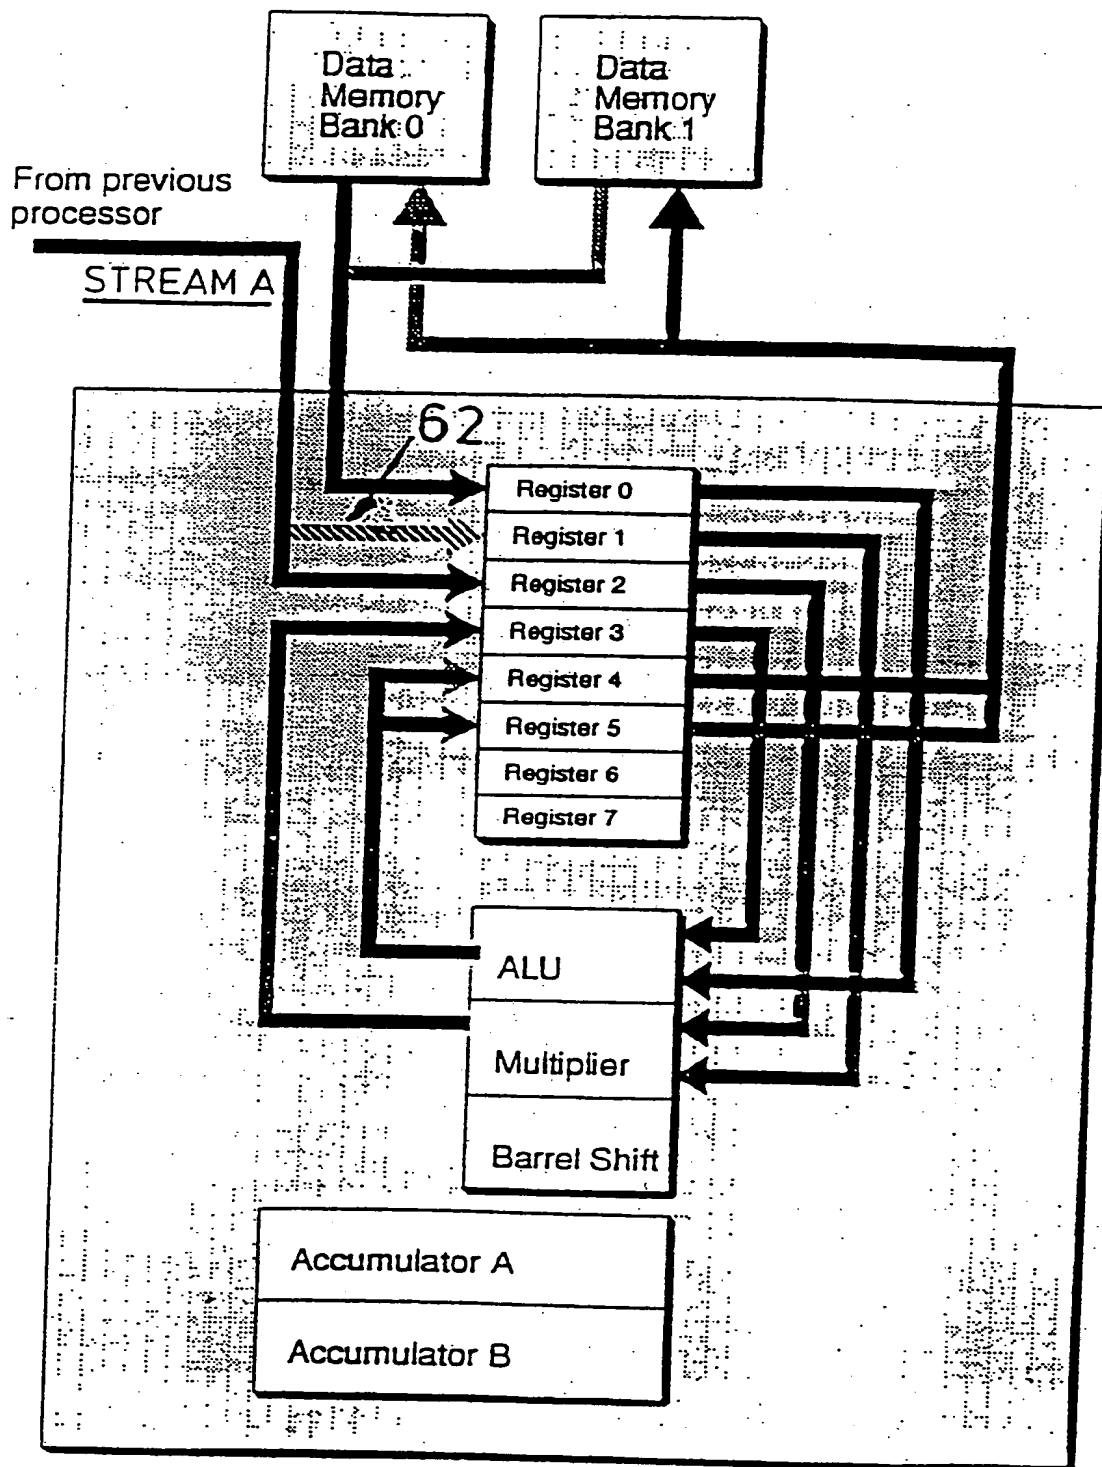 Data
Memory
Bank 0
Data
Memory
Bank 1
From previous
processor
STREAM A
62
Register 0
Register 1
Register 2
Register 3
Register 4
Register 5
Register 6
Register 7
ALU
Multiplier
Barrel Shift
Accumulator A
Accumulator B